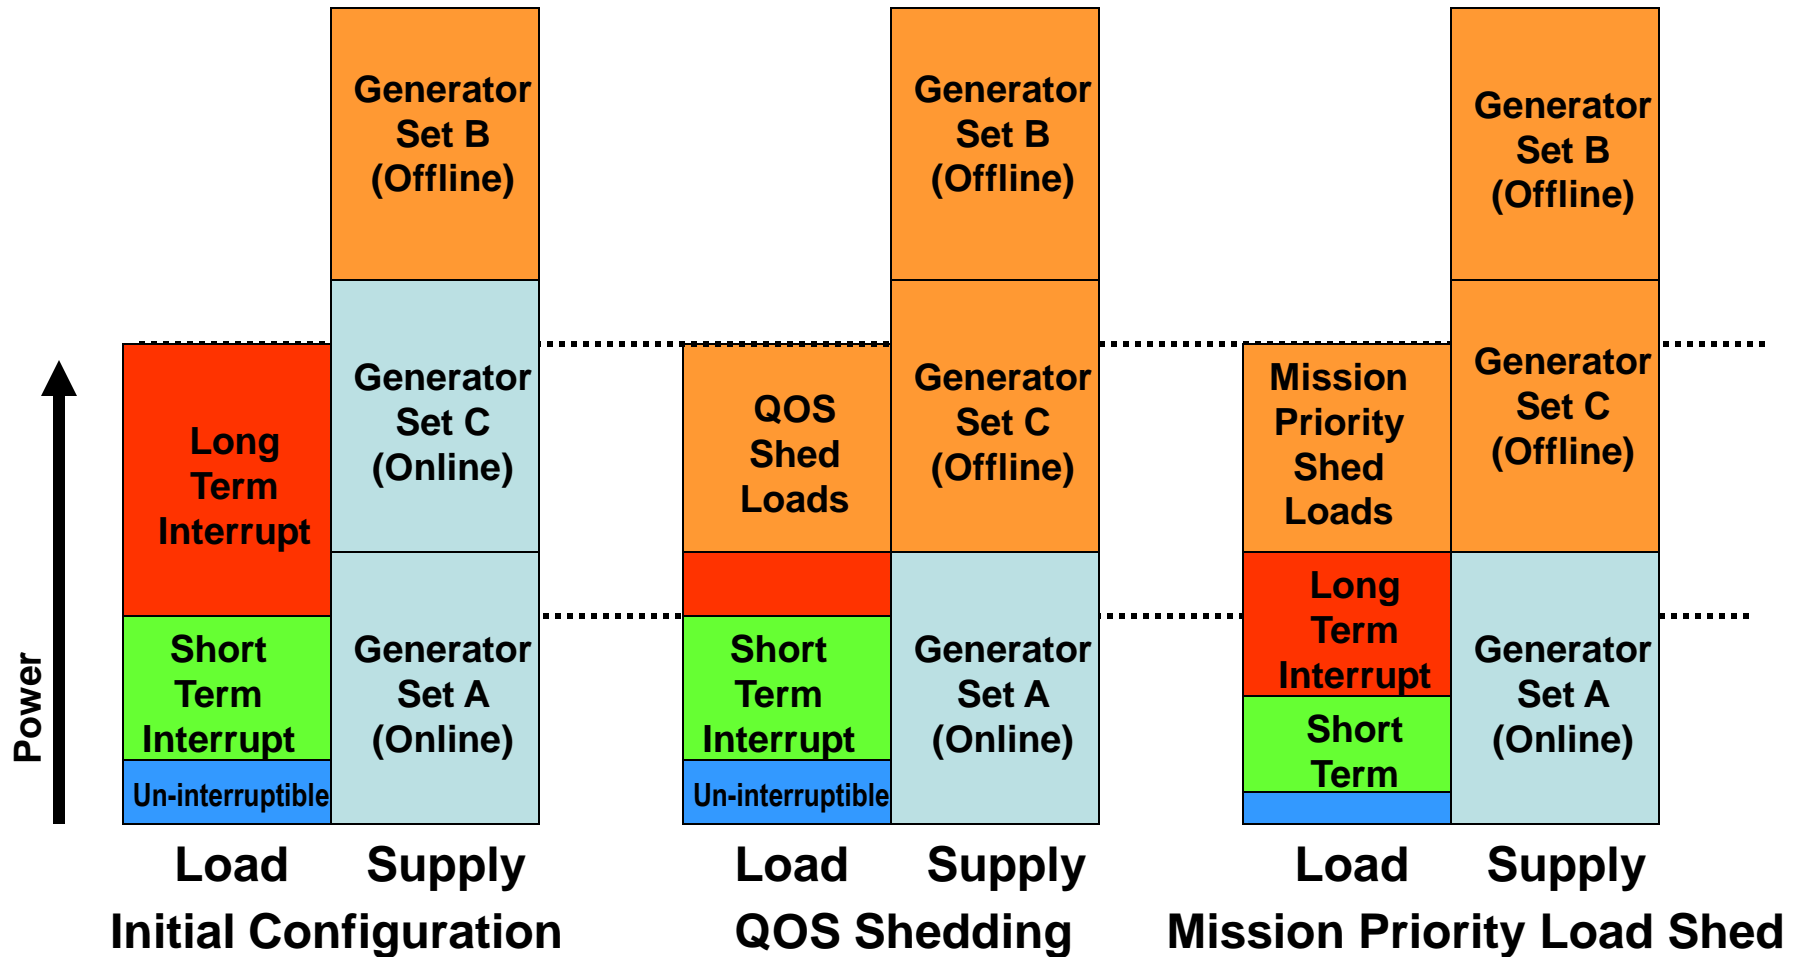 Power
Generator
Set B
(Offline)
Generator
Set C
(Online)
Generator
Set A
(Online)
Long
Term
Interrupt
Short
Term
Interrupt
Un-interruptible
Load
Supply
Initial Configuration
Generator
Set B
(Offline)
Generator
Set C
(Offline)
Generator
Set A
(Online)
QOS
Shed
Loads
Short
Term
Interrupt
Un-interruptible
Load
Supply
QOS Shedding
Generator
Set B
(Offline)
Generator
Set C
(Offline)
Generator
Set A
(Online)
Mission
Priority
Shed
Loads
Long
Term
Interrupt
Short
Term
Load
Supply
Mission Priority Load Shed